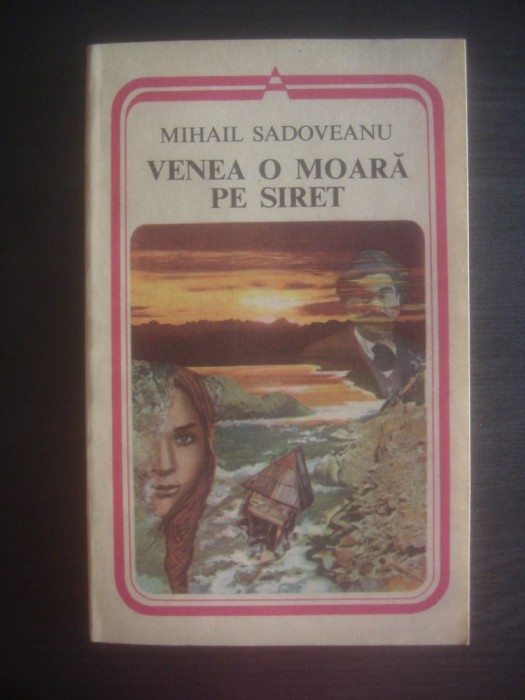 MIHAIL SADOVEANU
VENEA O MOARĂ
PE SIRET